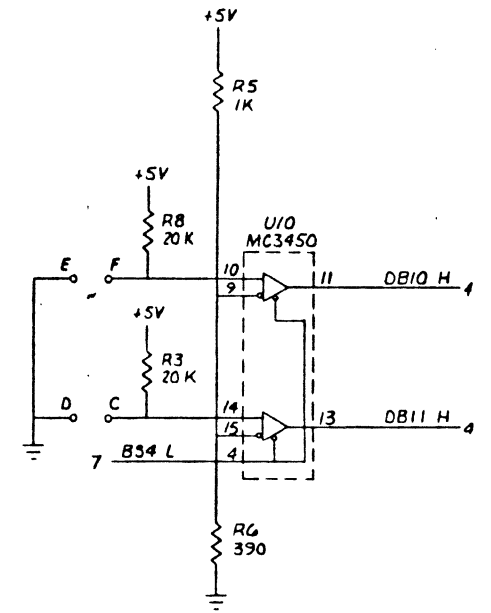 +5V
R5
1K
+5V
R8
20K
U10
MC3450
E F
10
9
11
DB10 H
4
+5V
R3
20K
D C
14
15
13
DB11 H
4
7
BS4 L
4
R6
390